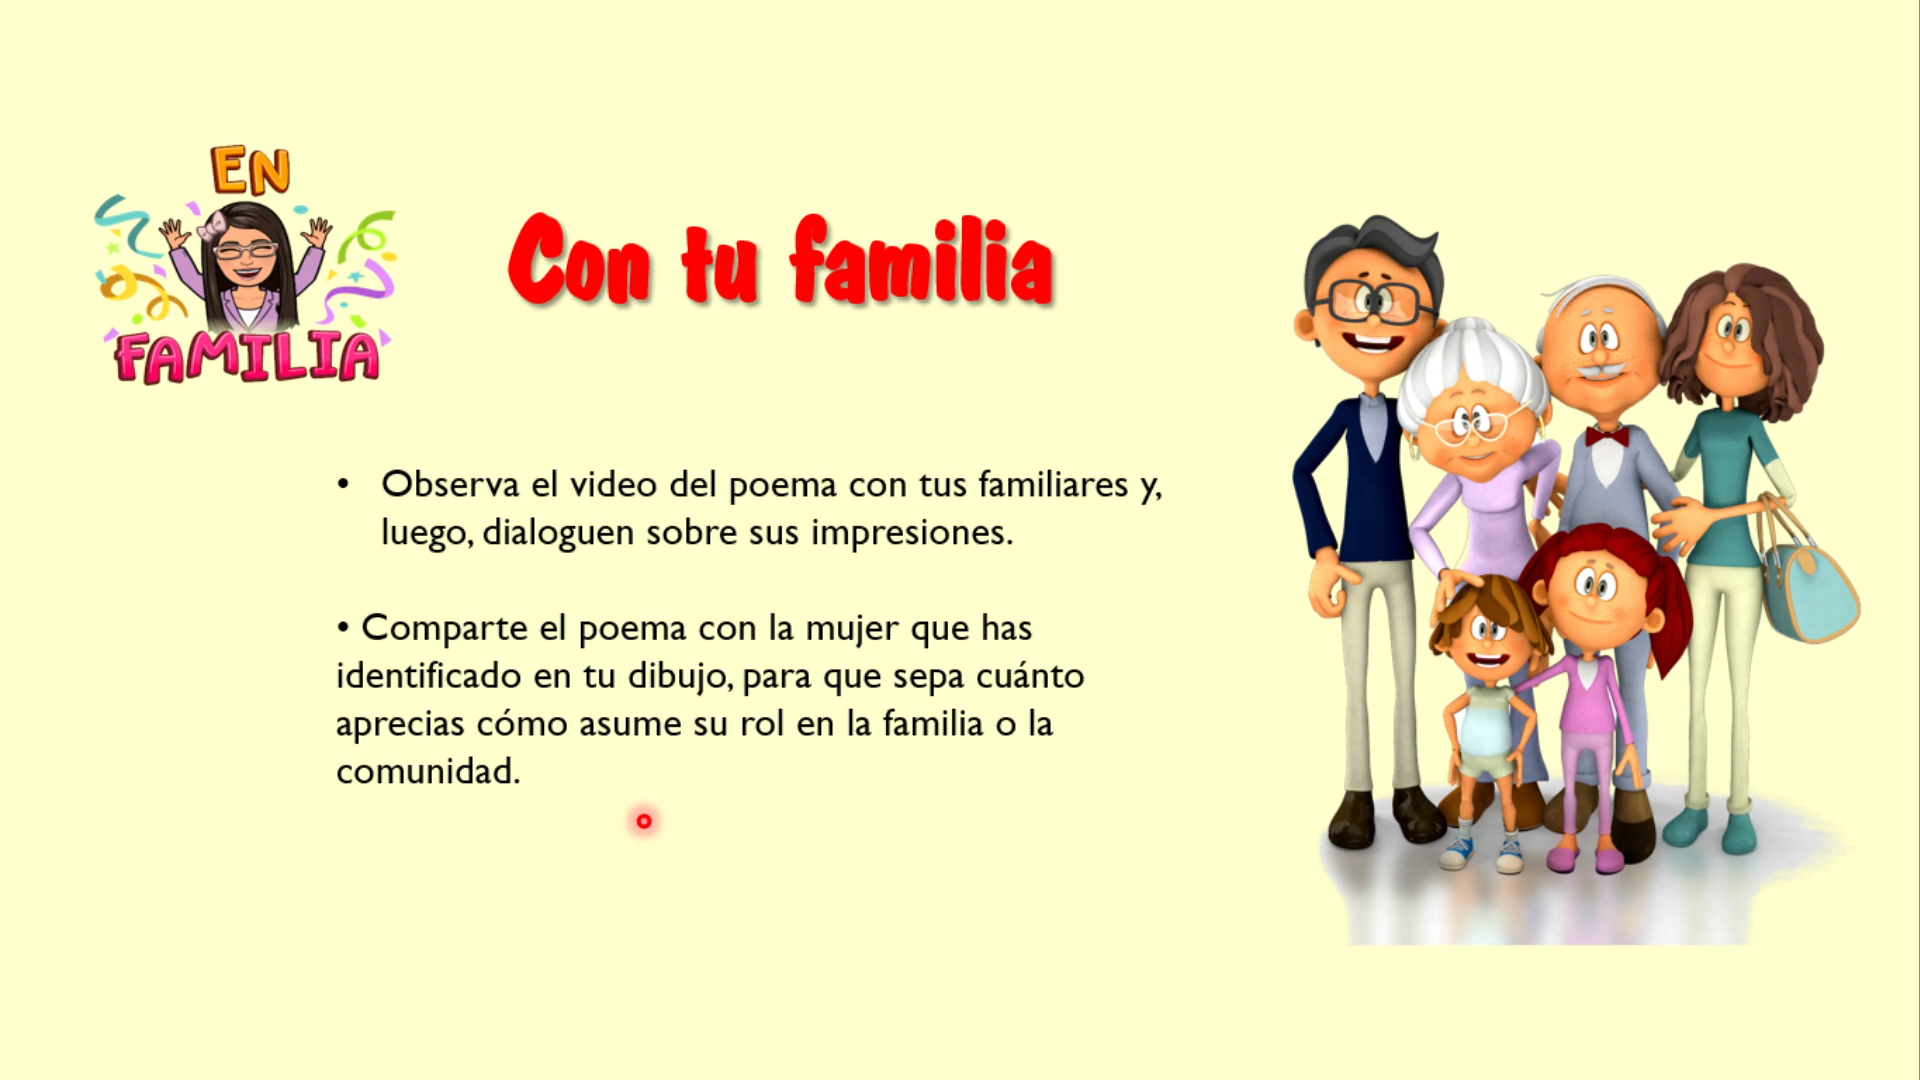 EN
FAMILIA
Con tu familia
• Observa el video del poema con tus familiares y,
luego, dialoguen sobre sus impresiones.
• Comparte el poema con la mujer que has
identificado en tu dibujo, para que sepa cuánto
aprecias cómo asume su rol en la familia o la
comunidad.